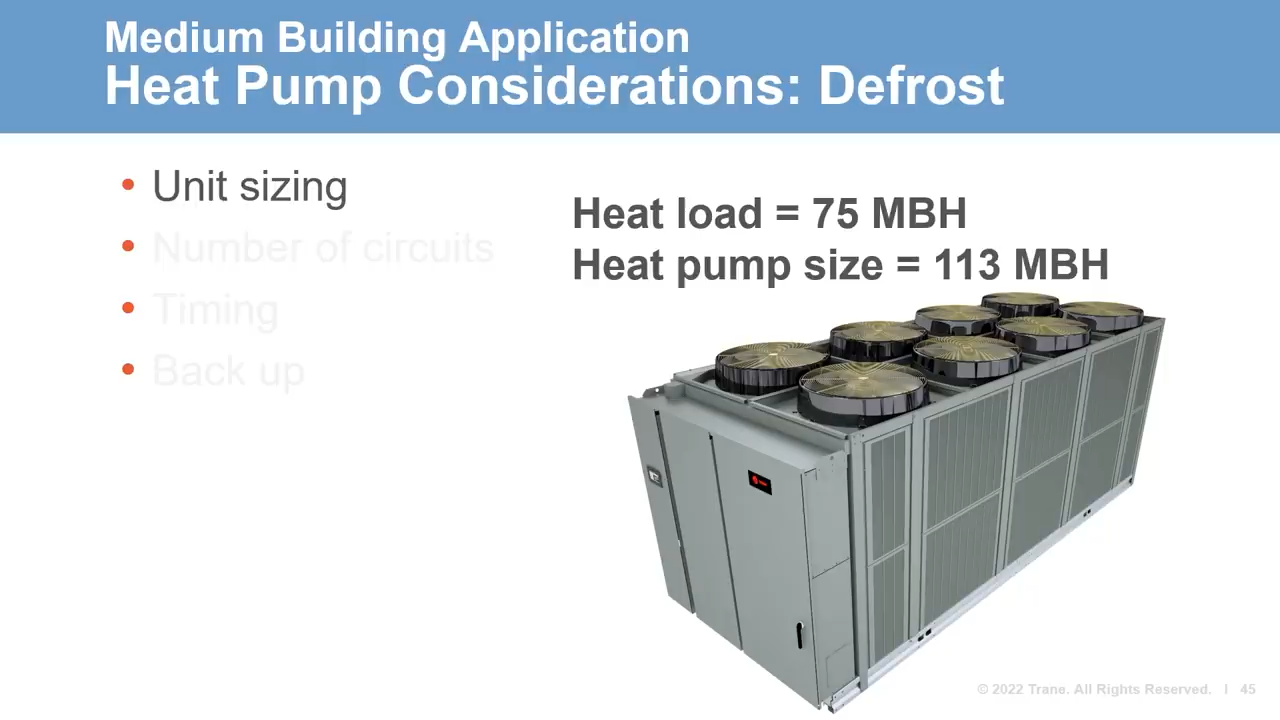 Medium Building Application
Heat Pump Considerations: Defrost
• Unit sizing
• Number of circuits
• Timing
• Back up
Heat load = 75 MBH
Heat pump size = 113 MBH
© 2022 Trane. All Rights Reserved. I 45